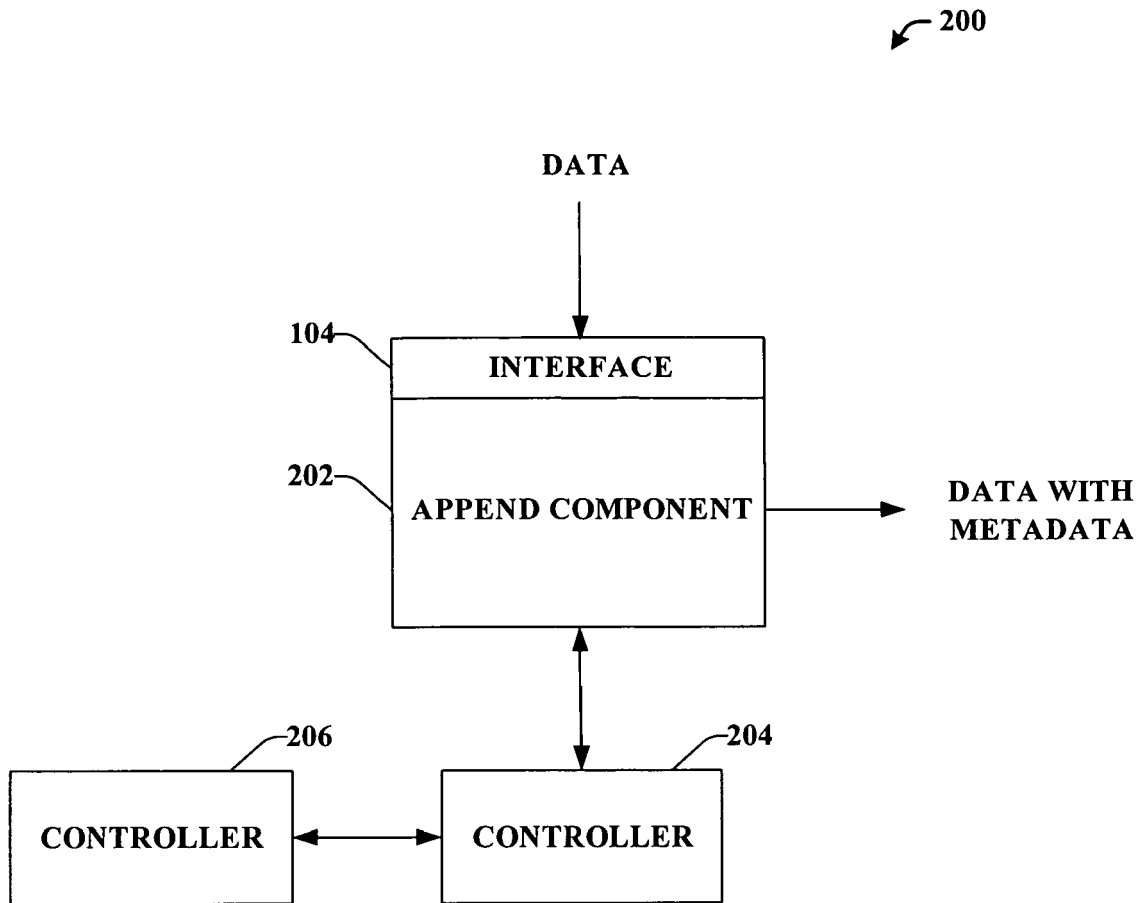 200
DATA
104
INTERFACE
202
APPEND COMPONENT
DATA WITH
METADATA
206
204
CONTROLLER
CONTROLLER